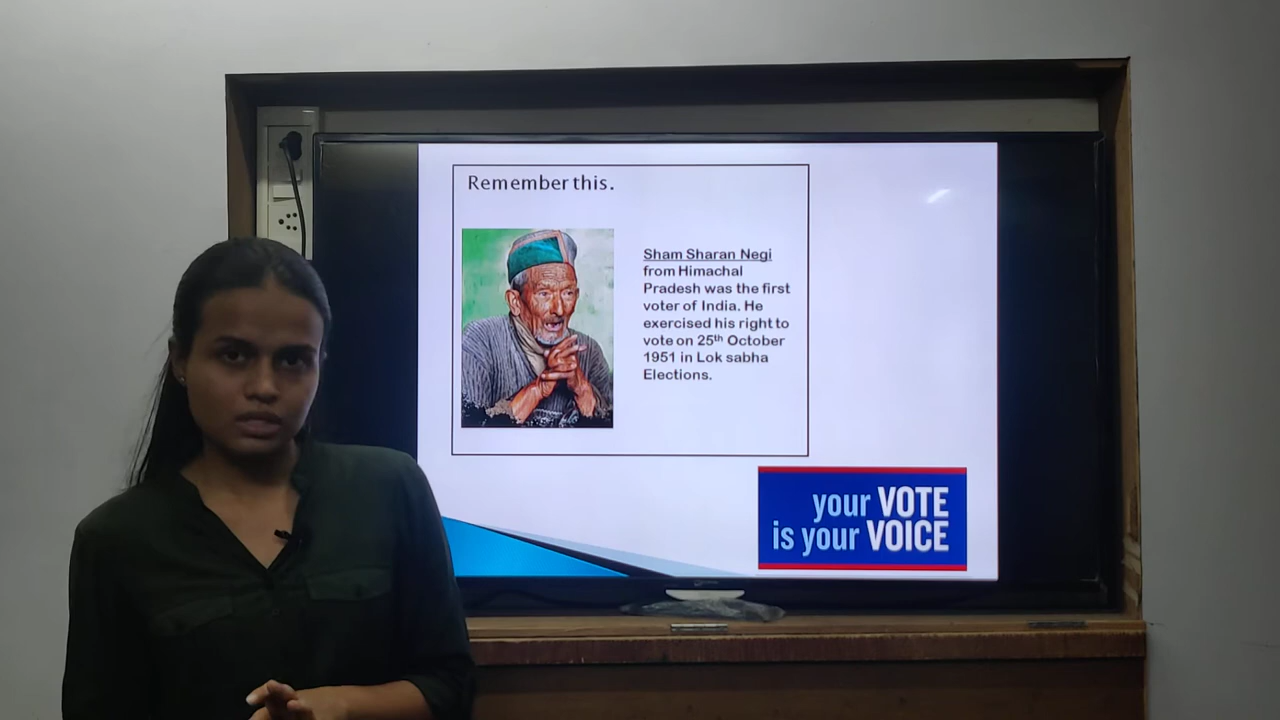 Remember this.
Sham Sharan Negi
from Himachal
Pradesh was the first
voter of India. He
exercised his right to
vote on 25th October
1951 in Lok sabha
Elections.
your VOTE
is your VOICE